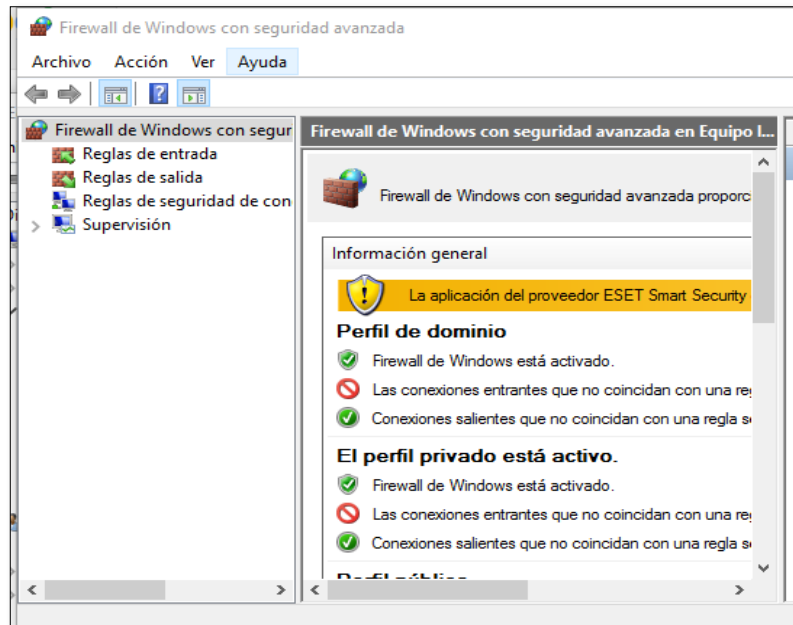 Firewall de Windows con seguridad avanzada
Archivo Acción Ver Ayuda
Firewall de Windows con segur
Reglas de entrada
Reglas de salida
Reglas de seguridad de con
Supervisión
Firewall de Windows con seguridad avanzada en Equipo l...
Firewall de Windows con seguridad avanzada proporci
Información general
La aplicación del proveedor ESET Smart Security
Perfil de dominio
Firewall de Windows está activado.
Las conexiones entrantes que no coincidan con una reg
Conexiones salientes que no coincidan con una regla s
El perfil privado está activo.
Firewall de Windows está activado.
Las conexiones entrantes que no coincidan con una reg
Conexiones salientes que no coincidan con una regla s
Perfil público